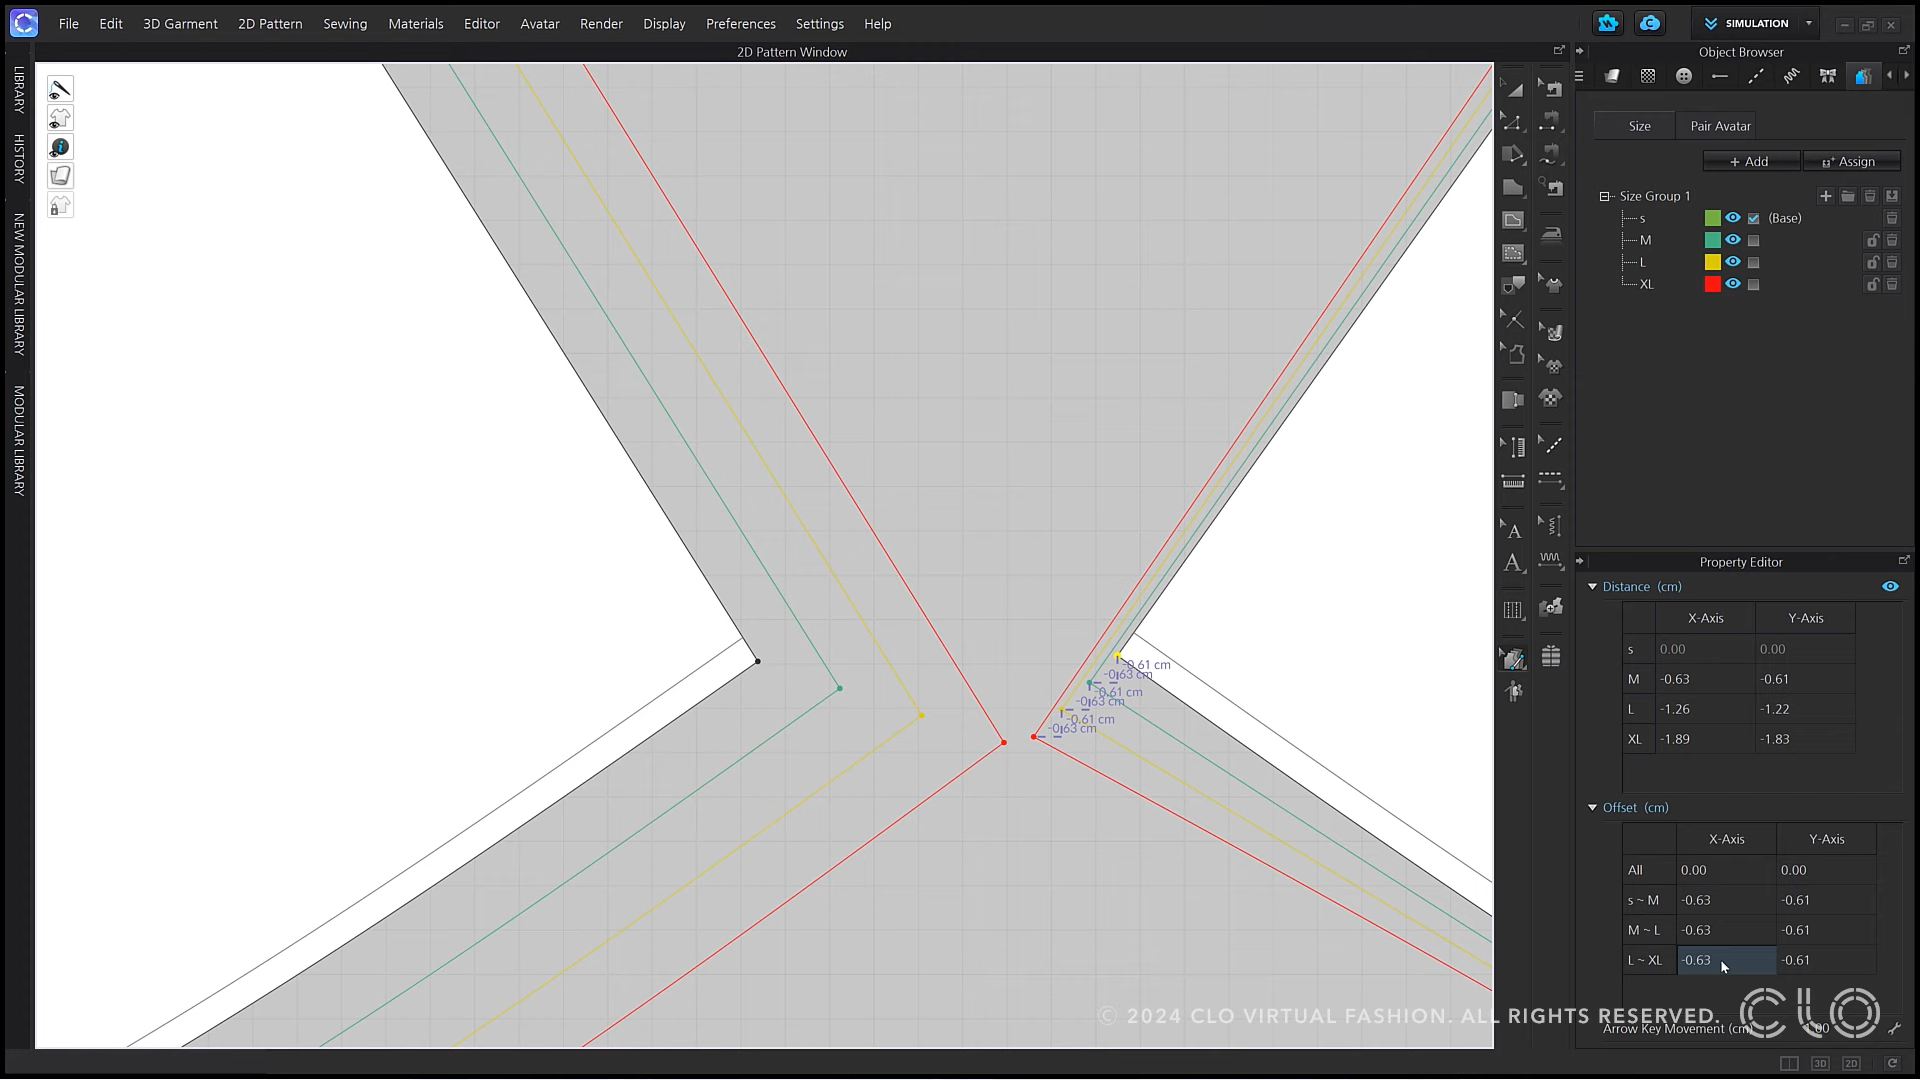 File Edit 3D Garment 2D Pattern Sewing Materials Editor Avatar Render Display Preferences Settings Help
SIMULATION
2D Pattern Window
Object Browser
LIBRARY
HISTORY
NEW MODULAR LIBRARY
MODULAR LIBRARY
Size Pair Avatar
+ Add Assign
Size Group 1
s (Base)
M
L
XL
-0.61 cm
-0.63 cm
-0.61 cm
-0.63 cm
-0.61 cm
-0.63 cm
A
A
Property Editor
Distance (cm)
X-Axis Y-Axis
s 0.00 0.00
M -0.63 -0.61
L -1.26 -1.22
XL -1.89 -1.83
Offset (cm)
X-Axis Y-Axis
All 0.00 0.00
s ~ M -0.63 -0.61
M ~ L -0.63 -0.61
L ~ XL -0.63 -0.61
© 2024 CLO VIRTUAL FASHION. ALL RIGHTS RESERVED. CLO
Arrow Key Movement (cm)
3D 2D